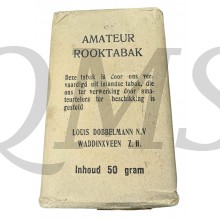 AMATEUR
ROOKTABAK
Deze tabak is door ons ver-
vaardigd uit inlandse tabak, die
ons ter verwerking door ama-
teurtelers ter beschikking is
gesteld
LOUIS DOBBELMANN N.V
WADDINXVEEN Z.H.
Inhoud 50 gram
QMS